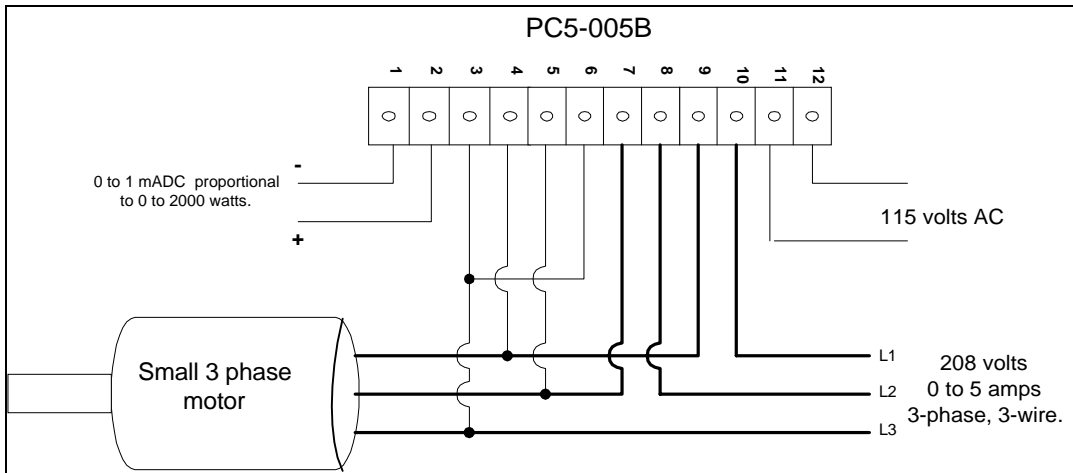 PC5-005B
1 2 3 4 5 6 7 8 9 10 11 12
-
0 to 1 mADC proportional
to 0 to 2000 watts.
+
115 volts AC
Small 3 phase
motor
L1
L2
L3
208 volts
0 to 5 amps
3-phase, 3-wire.